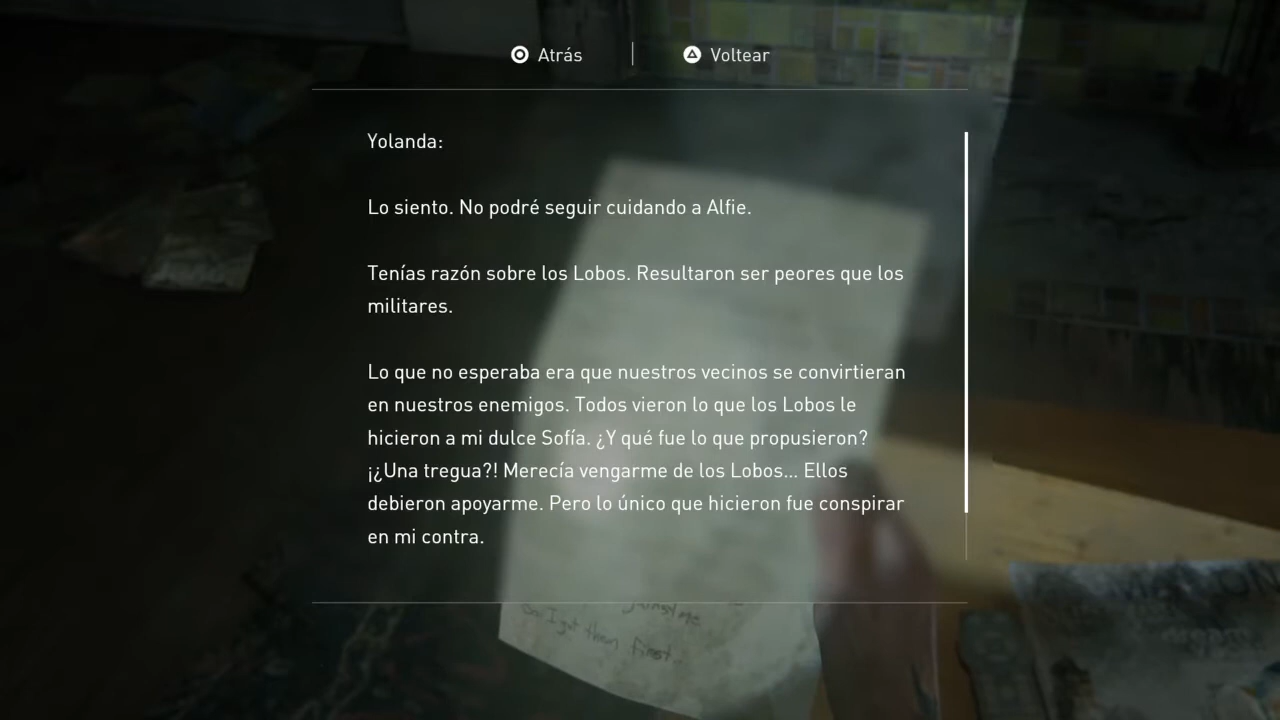 Atrás | Voltear
Yolanda:
Lo siento. No podré seguir cuidando a Alfie.
Tenías razón sobre los Lobos. Resultaron ser peores que los
militares.
Lo que no esperaba era que nuestros vecinos se convirtieran
en nuestros enemigos. Todos vieron lo que los Lobos le
hicieron a mi dulce Sofía. ¿Y qué fue lo que propusieron?
¡¿Una tregua?! Merecía vengarme de los Lobos... Ellos
debieron apoyarme. Pero lo único que hicieron fue conspirar
en mi contra.
So I got them first.